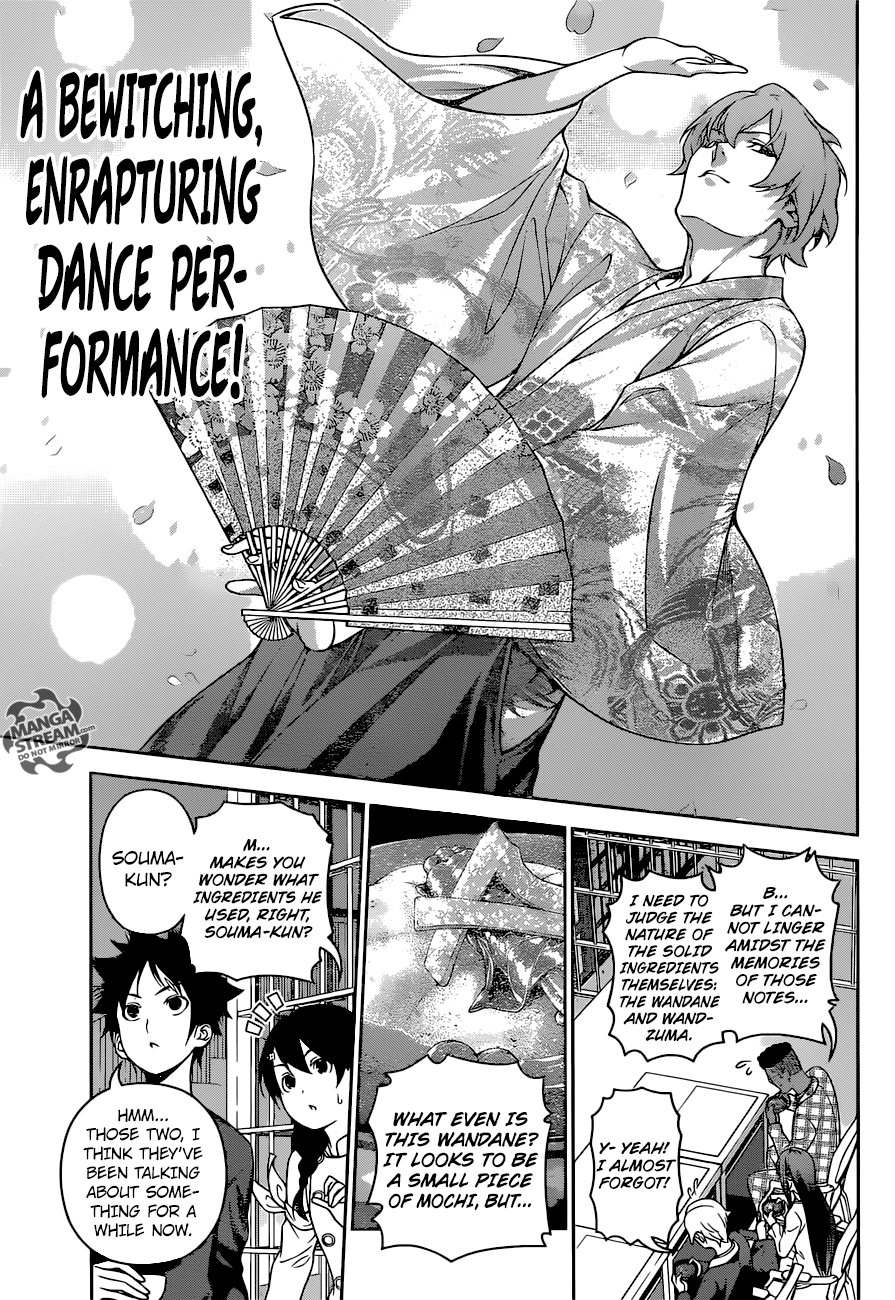 A BEWITCHING,
ENRAPTURING
DANCE PER-
FORMANCE!
MANGA
STREAM.com
DO NOT MIRROR
B...
BUT I CAN-
NOT LINGER
AMIDST THE
MEMORIES
OF THOSE
NOTES...
I NEED TO
JUDGE THE
NATURE OF
THE SOLID
INGREDIENTS
THEMSELVES:
THE WANDANE
AND WAND-
ZUMA.
Y- YEAH!
I ALMOST
FORGOT!
WHAT EVEN IS
THIS WANDANE?
IT LOOKS TO BE
A SMALL PIECE
OF MOCHI, BUT...
M...
MAKES YOU
WONDER WHAT
INGREDIENTS HE
USED, RIGHT,
SOUMA-KUN?
SOUMA-
KUN?
HMM...
THOSE TWO, I
THINK THEY'VE
BEEN TALKING
ABOUT SOME-
THING FOR A
WHILE NOW.